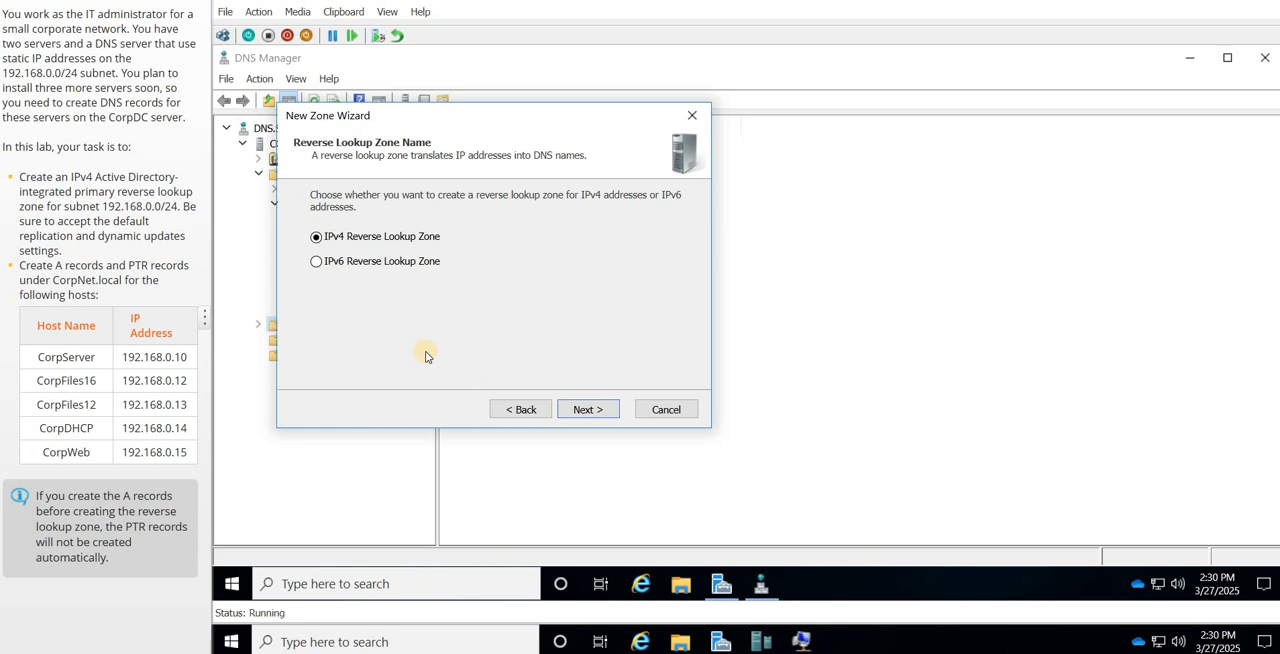 You work as the IT administrator for a
small corporate network. You have
two servers and a DNS server that use
static IP addresses on the
192.168.0.0/24 subnet. You plan to
install three more servers soon, so
you need to create DNS records for
these servers on the CorpDC server.
In this lab, your task is to:
Create an IPv4 Active Directory-
integrated primary reverse lookup
zone for subnet 192.168.0.0/24. Be
sure to accept the default
replication and dynamic updates
settings.
Create A records and PTR records
under CorpNet.local for the
following hosts:
Host Name IP Address
CorpServer 192.168.0.10
CorpFiles16 192.168.0.12
CorpFiles12 192.168.0.13
CorpDHCP 192.168.0.14
CorpWeb 192.168.0.15
If you create the A records
before creating the reverse
lookup zone, the PTR records
will not be created
automatically.
File Action Media Clipboard View Help
DNS Manager
File Action View Help
DNS
New Zone Wizard
Reverse Lookup Zone Name
A reverse lookup zone translates IP addresses into DNS names.
Choose whether you want to create a reverse lookup zone for IPv4 addresses or IPv6
addresses.
IPv4 Reverse Lookup Zone
IPv6 Reverse Lookup Zone
< Back Next > Cancel
Type here to search
2:30 PM
3/27/2025
Status: Running
Type here to search
2:30 PM
3/27/2025